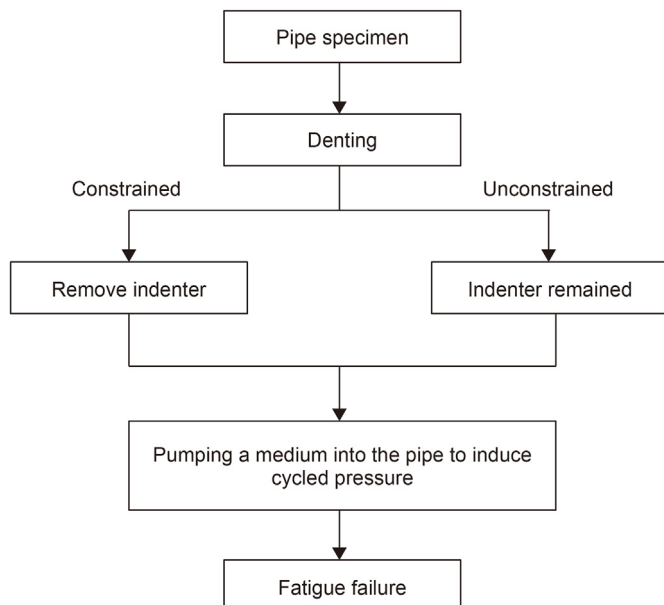 Pipe specimen
Denting
Constrained
Unconstrained
Remove indenter
Indenter remained
Pumping a medium into the pipe to induce
cycled pressure
Fatigue failure